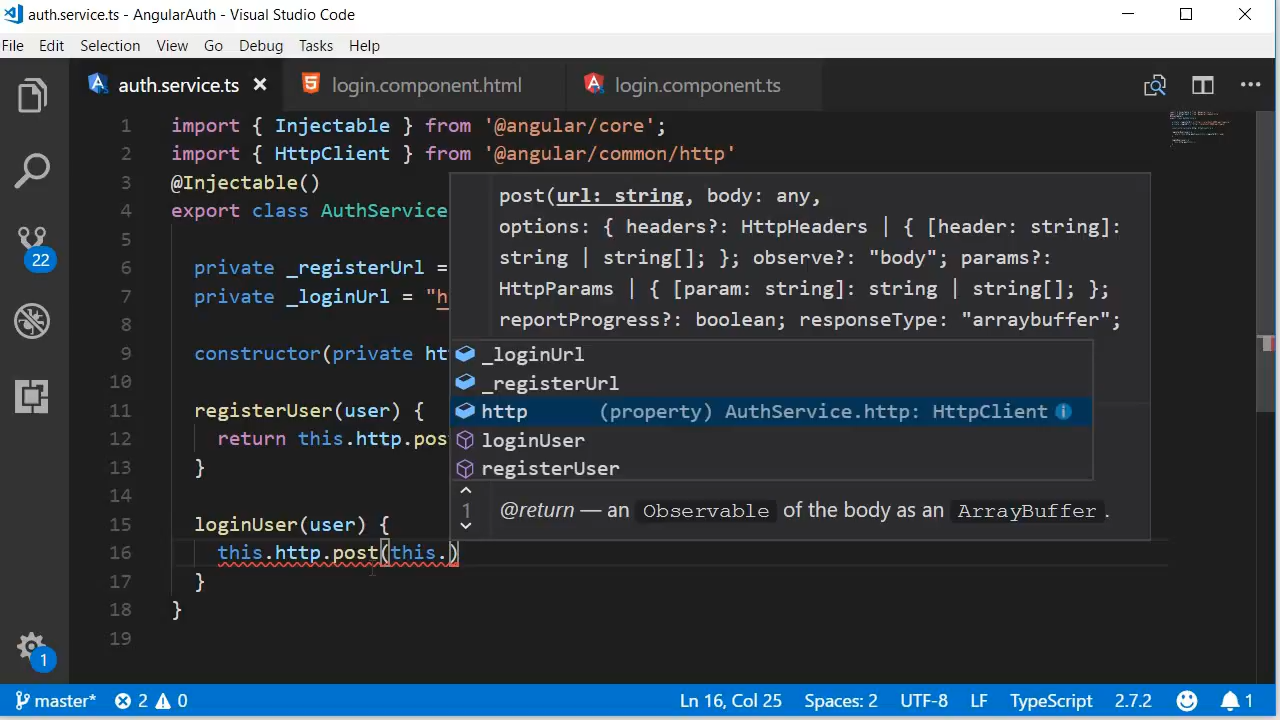 auth.service.ts - AngularAuth - Visual Studio Code
File Edit Selection View Go Debug Tasks Help
auth.service.ts login.component.html login.component.ts
1 import { Injectable } from '@angular/core';
2 import { HttpClient } from '@angular/common/http'
3 @Injectable()
4 export class AuthService
5
6 private _registerUrl =
7 private _loginUrl = "h
8
9 constructor(private ht
10
11 registerUser(user) {
12 return this.http.pos
13 }
14
15 loginUser(user) {
16 this.http.post(this.)
17 }
18 }
19
post(url: string, body: any,
options: { headers?: HttpHeaders | { [header: string]:
string | string[]; }; observe?: "body"; params?:
HttpParams | { [param: string]: string | string[]; };
reportProgress?: boolean; responseType: "arraybuffer";
_loginUrl
_registerUrl
http (property) AuthService.http: HttpClient
loginUser
registerUser
1 @return — an Observable of the body as an ArrayBuffer.
22
1
master* 2 0 Ln 16, Col 25 Spaces: 2 UTF-8 LF TypeScript 2.7.2 1